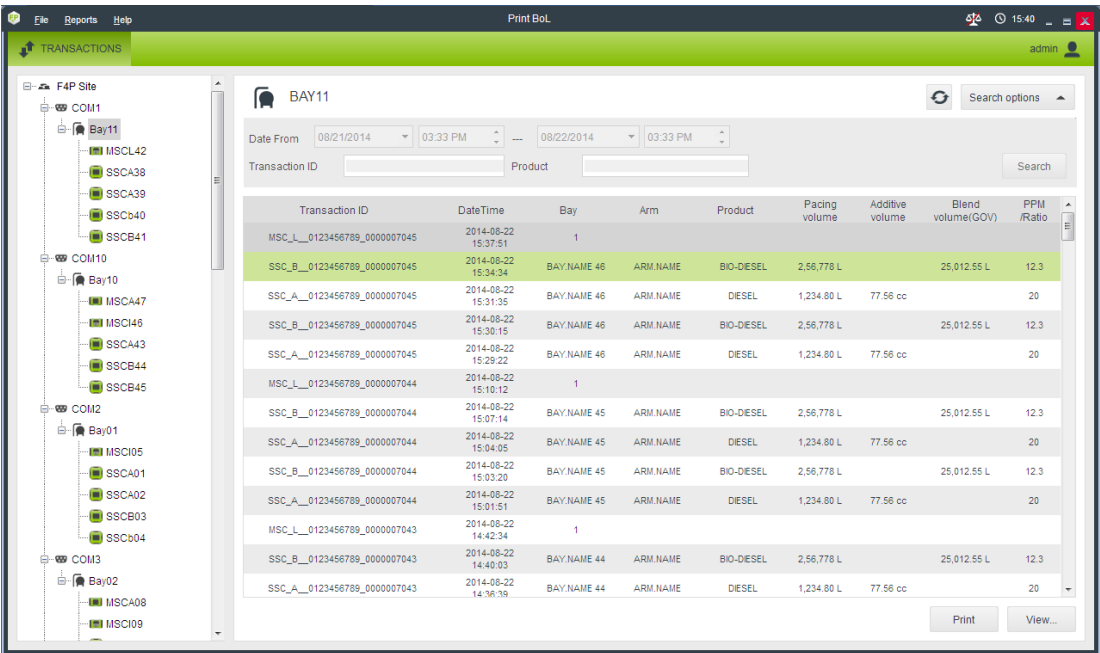 FP File Reports Help Print BoL 15:40
TRANSACTIONS admin
F4P Site
COM1
Bay11
MSCL42
SSCA38
SSCA39
SSCb40
SSCB41
COM10
Bay10
MSCA47
MSCI46
SSCA43
SSCB44
SSCB45
COM2
Bay01
MSCI05
SSCA01
SSCA02
SSCB03
SSCb04
COM3
Bay02
MSCA08
MSCI09
BAY11 Search options
Date From 08/21/2014 03:33 PM --- 08/22/2014 03:33 PM
Transaction ID Product Search
Transaction ID DateTime Bay Arm Product Pacing volume Additive volume Blend volume(GOV) PPM /Ratio
MSC_L__0123456789_0000007045 2014-08-22 15:37:51 1
SSC_B__0123456789_0000007045 2014-08-22 15:34:34 BAY.NAME 46 ARM.NAME BIO-DIESEL 2,56,778 L 25,012.55 L 12.3
SSC_A__0123456789_0000007045 2014-08-22 15:31:35 BAY.NAME 46 ARM.NAME DIESEL 1,234.80 L 77.56 cc 20
SSC_B__0123456789_0000007045 2014-08-22 15:30:15 BAY.NAME 46 ARM.NAME BIO-DIESEL 2,56,778 L 25,012.55 L 12.3
SSC_A__0123456789_0000007045 2014-08-22 15:29:22 BAY.NAME 46 ARM.NAME DIESEL 1,234.80 L 77.56 cc 20
MSC_L__0123456789_0000007044 2014-08-22 15:10:12 1
SSC_B__0123456789_0000007044 2014-08-22 15:07:14 BAY.NAME 45 ARM.NAME BIO-DIESEL 2,56,778 L 25,012.55 L 12.3
SSC_A__0123456789_0000007044 2014-08-22 15:04:05 BAY.NAME 45 ARM.NAME DIESEL 1,234.80 L 77.56 cc 20
SSC_B__0123456789_0000007044 2014-08-22 15:03:20 BAY.NAME 45 ARM.NAME BIO-DIESEL 2,56,778 L 25,012.55 L 12.3
SSC_A__0123456789_0000007044 2014-08-22 15:01:51 BAY.NAME 45 ARM.NAME DIESEL 1,234.80 L 77.56 cc 20
MSC_L__0123456789_0000007043 2014-08-22 14:42:34 1
SSC_B__0123456789_0000007043 2014-08-22 14:40:03 BAY.NAME 44 ARM.NAME BIO-DIESEL 2,56,778 L 25,012.55 L 12.3
SSC_A__0123456789_0000007043 2014-08-22 14:36:39 BAY.NAME 44 ARM.NAME DIESEL 1,234.80 L 77.56 cc 20
Print View...